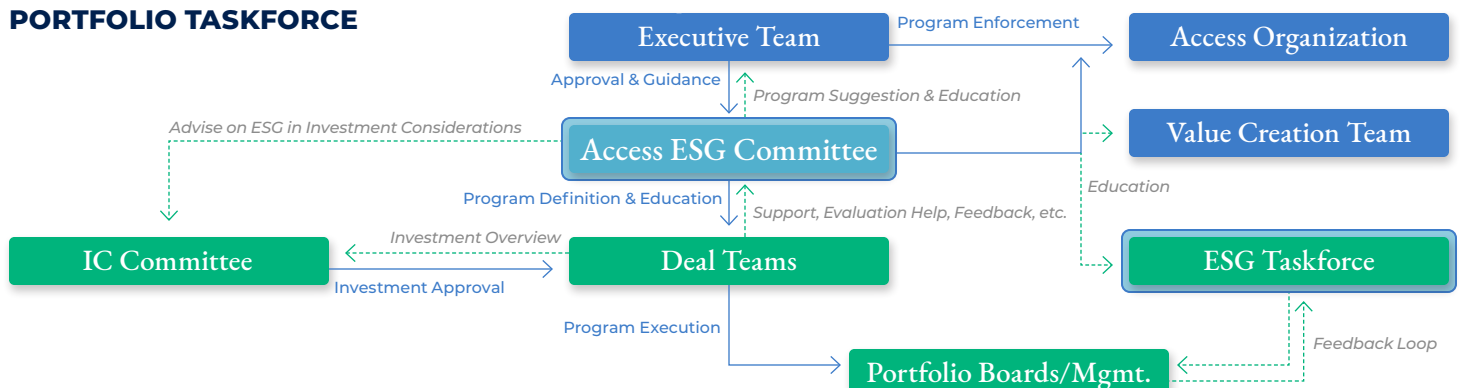 PORTFOLIO TASKFORCE
Executive Team
Program Enforcement
Access Organization
Approval & Guidance
Program Suggestion & Education
Advise on ESG in Investment Considerations
Value Creation Team
Access ESG Committee
Education
Program Definition & Education
Support, Evaluation Help, Feedback, etc.
Investment Overview
IC Committee
Deal Teams
ESG Taskforce
Investment Approval
Program Execution
Feedback Loop
Portfolio Boards/Mgmt.